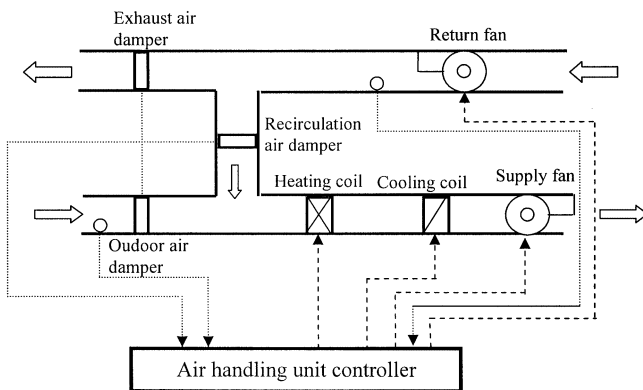 Exhaust air
damper
Return fan
Recirculation
air damper
Heating coil
Cooling coil
Supply fan
Oudoor air
damper
Air handling unit controller